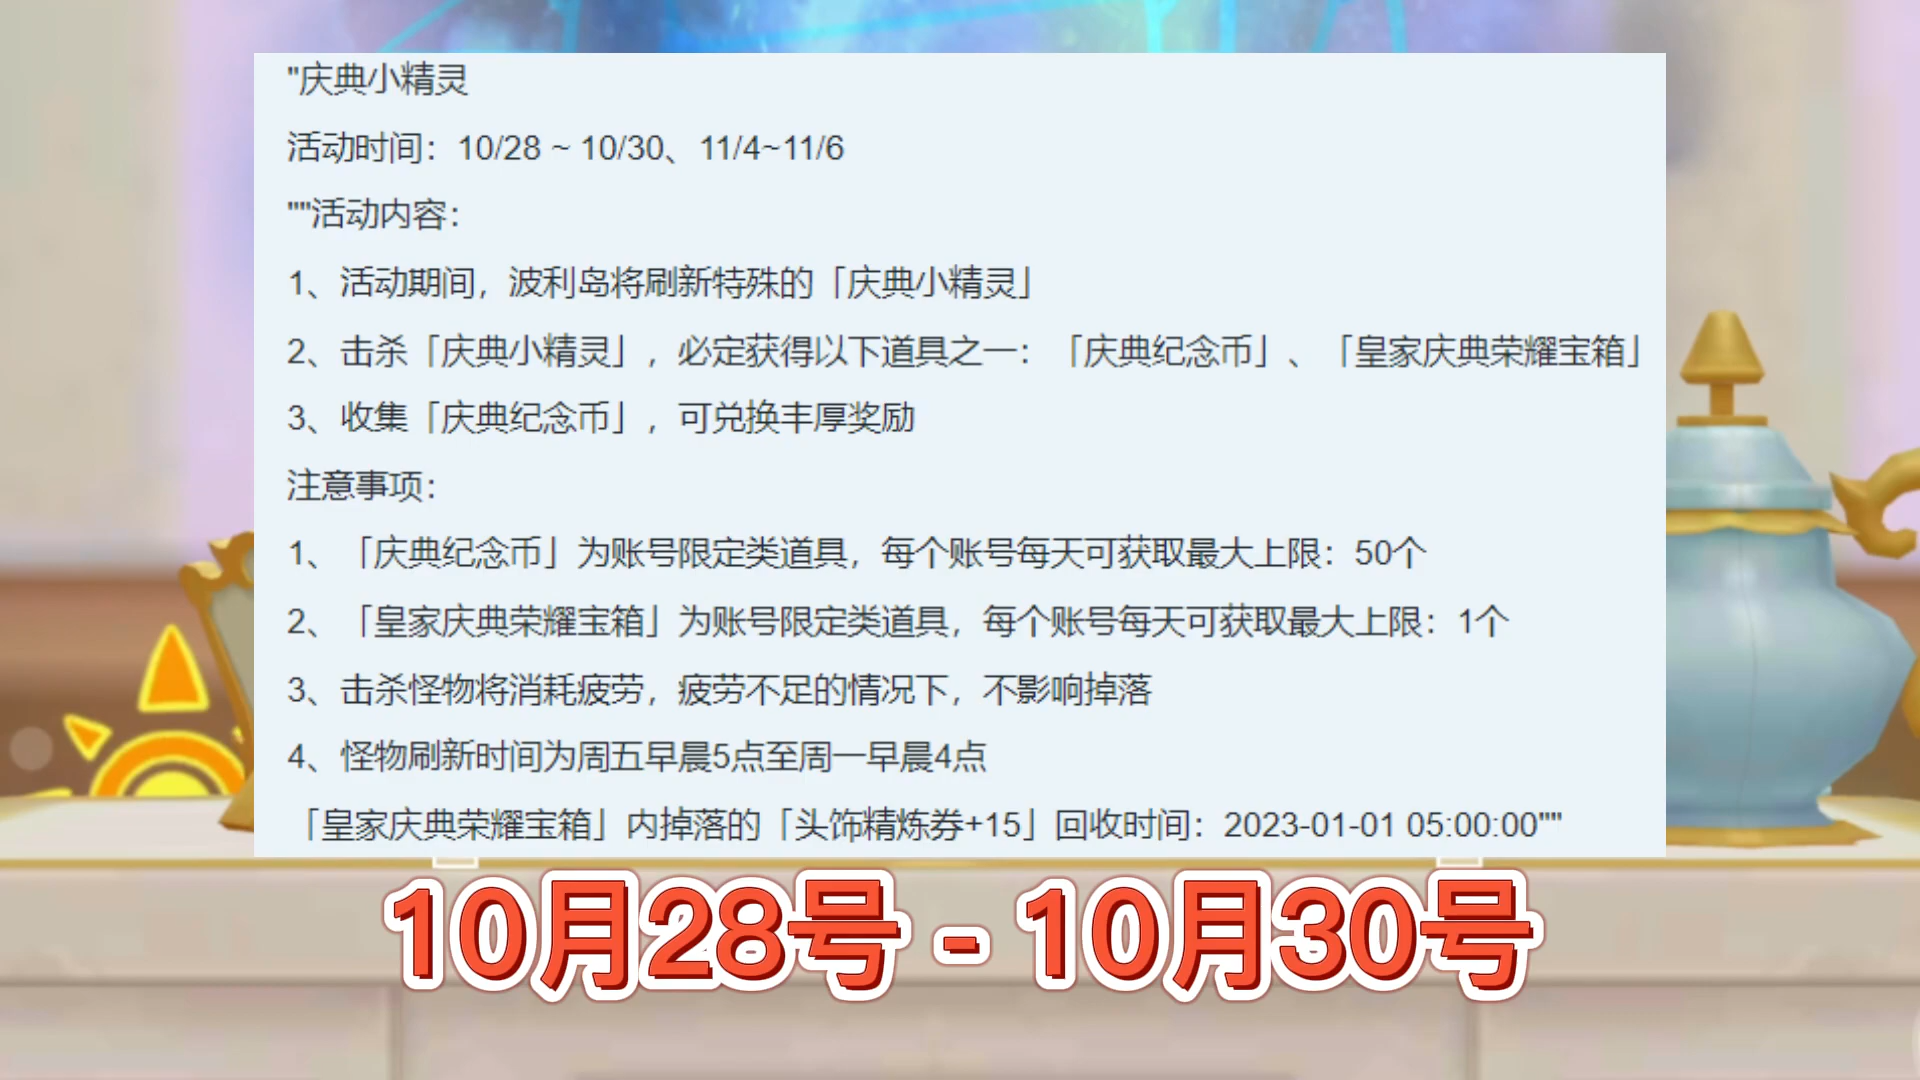 "庆典小精灵
活动时间：10/28 ~ 10/30、11/4~11/6
""活动内容：
1、活动期间，波利岛将刷新特殊的「庆典小精灵」
2、击杀「庆典小精灵」，必定获得以下道具之一：「庆典纪念币」、「皇家庆典荣耀宝箱」
3、收集「庆典纪念币」，可兑换丰厚奖励
注意事项：
1、「庆典纪念币」为账号限定类道具，每个账号每天可获取最大上限：50个
2、「皇家庆典荣耀宝箱」为账号限定类道具，每个账号每天可获取最大上限：1个
3、击杀怪物将消耗疲劳，疲劳不足的情况下，不影响掉落
4、怪物刷新时间为周五早晨5点至周一早晨4点
「皇家庆典荣耀宝箱」内掉落的「头饰精炼券+15」回收时间：2023-01-01 05:00:00""
10月28号 - 10月30号